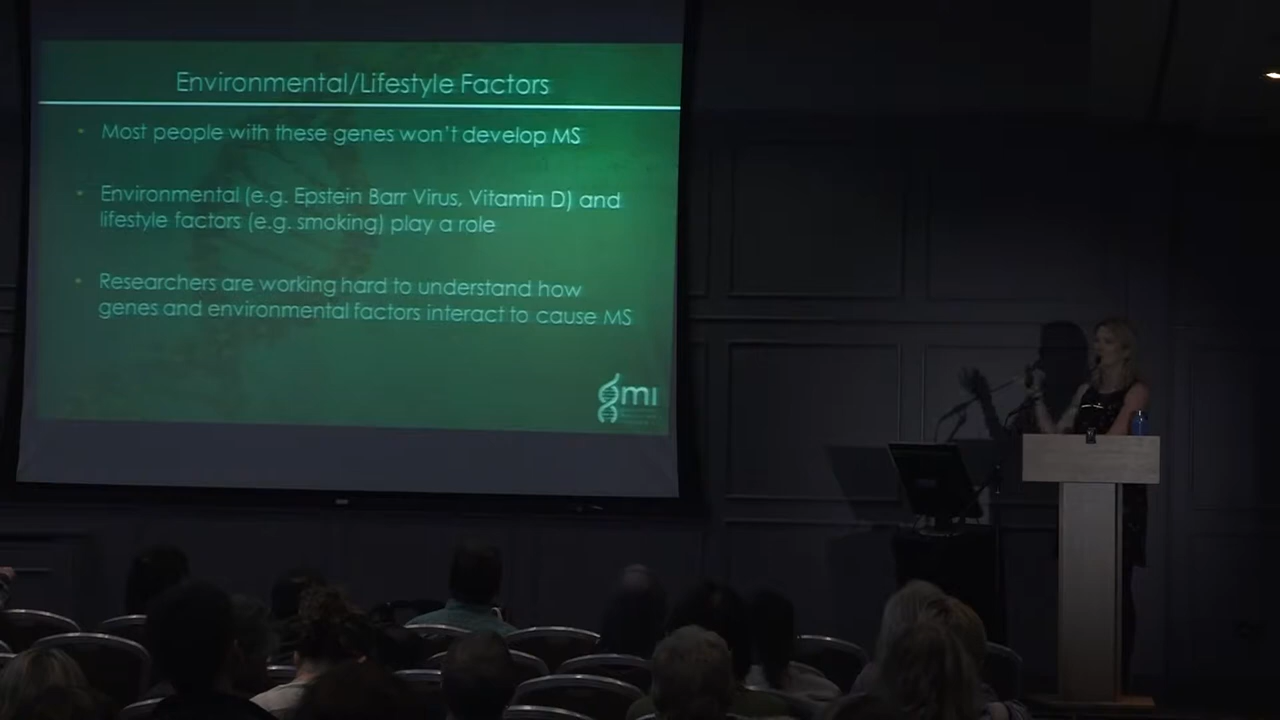 Environmental/Lifestyle Factors
• Most people with these genes won't develop MS
• Environmental (e.g. Epstein Barr Virus, Vitamin D) and
lifestyle factors (e.g. smoking) play a role
• Researchers are working hard to understand how
genes and environmental factors interact to cause MS
gmi